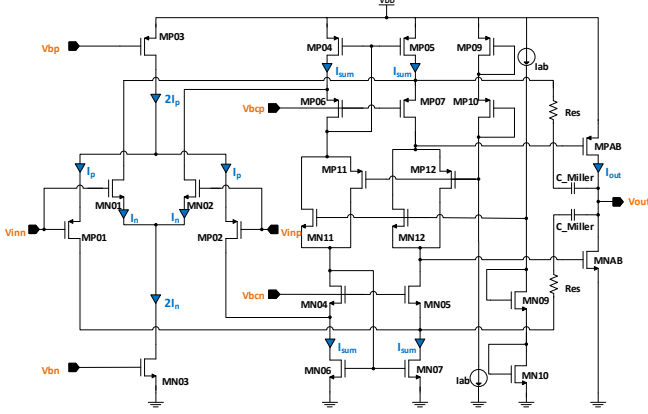 VDD
Vbp
MP03
MP04
MP05
MP09
Iab
Isum
Isum
2Ip
MP06
Vbcp
MP07
MP10
Res
MPAB
Ip
Ip
MP11
MP12
C_Miller
Iout
MN01
MN02
Vout
In
In
Vinn
MP01
MP02
Vinp
MN11
MN12
C_Miller
MNAB
2In
Vbcn
MN04
MN05
MN09
Res
Isum
Isum
Vbn
MN03
MN06
MN07
Iab
MN10